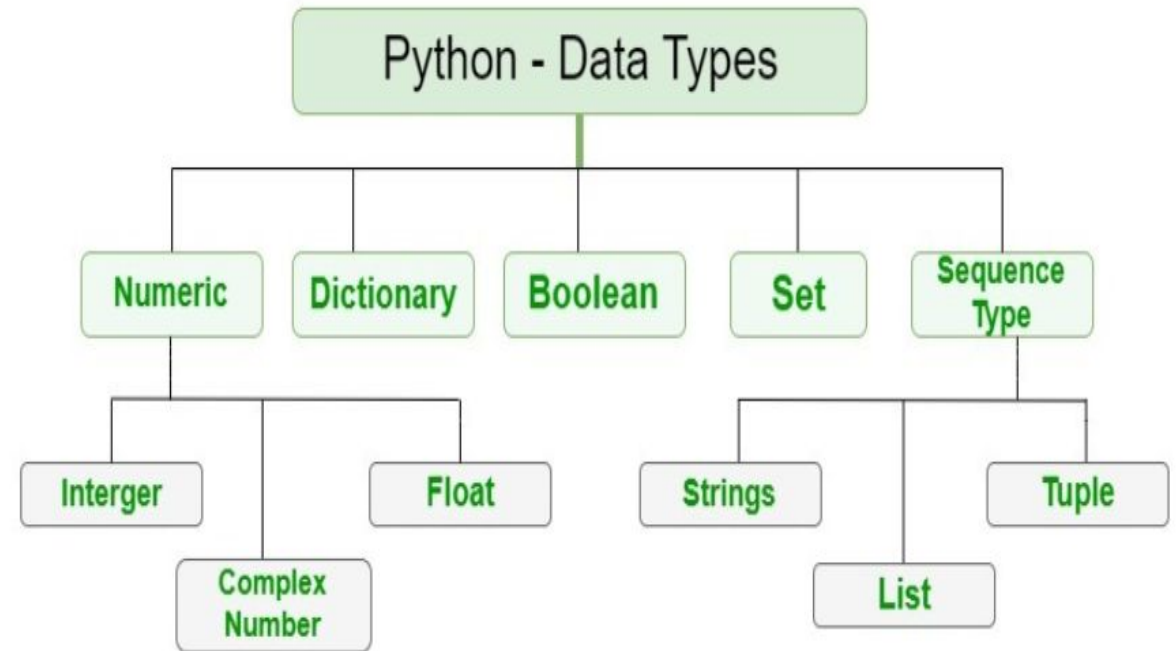 Python - Data Types
Numeric
Dictionary
Boolean
Set
Sequence
Type
Interger
Float
Strings
Tuple
Complex
Number
List